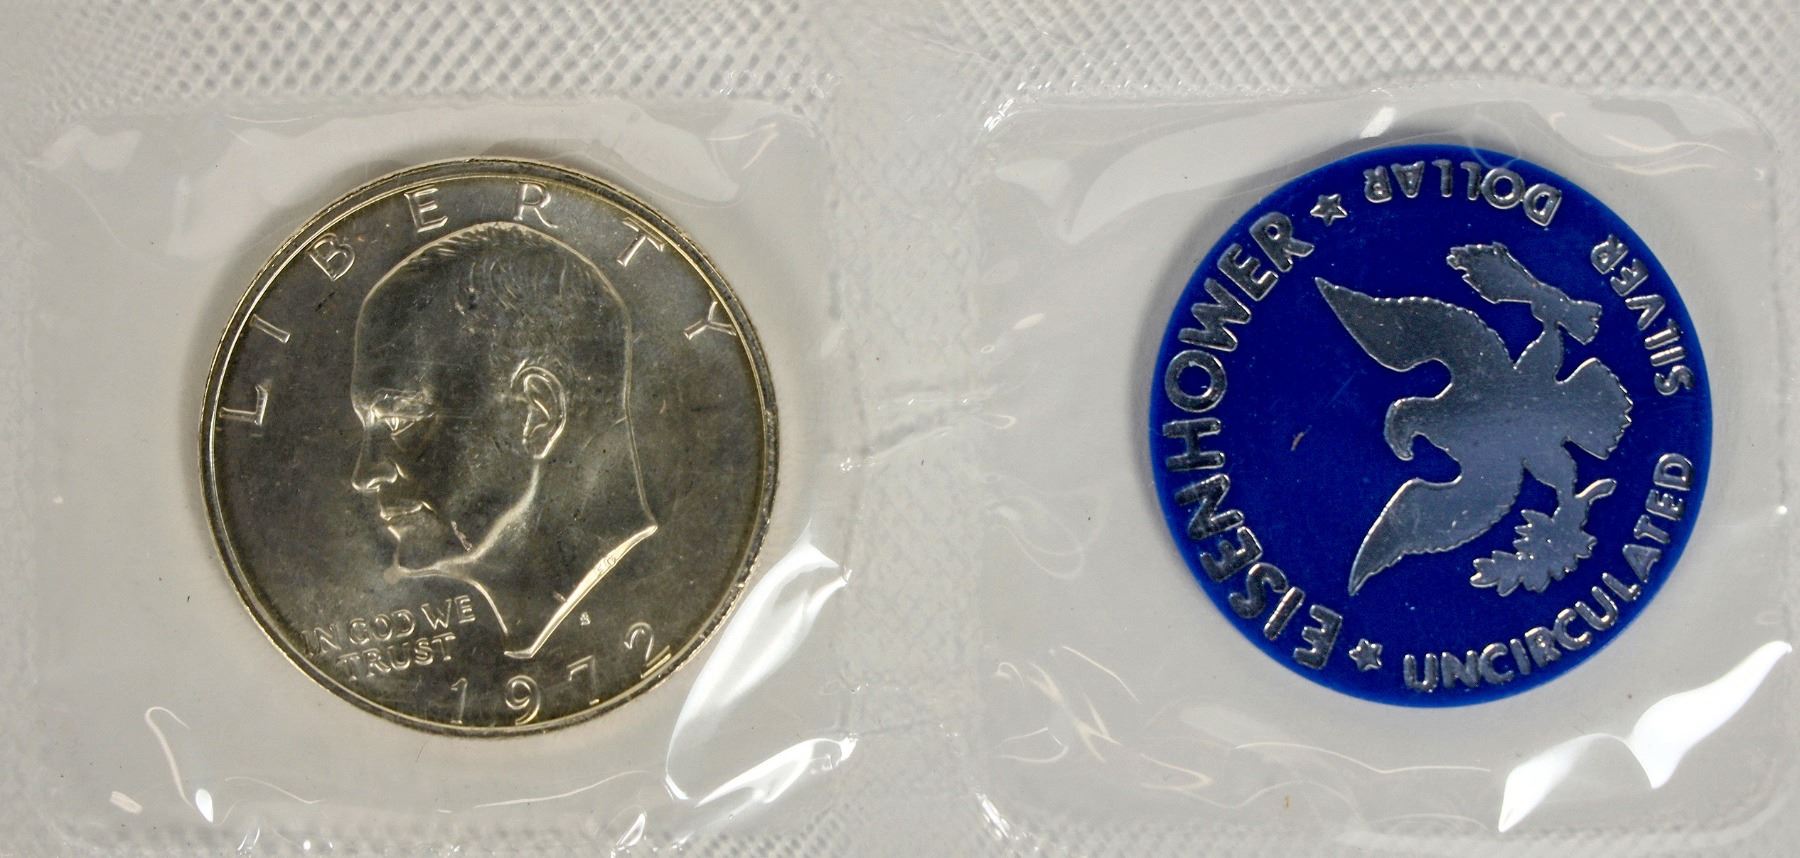 LIBERTY
IN GOD WE
TRUST
S
1972
EISENHOWER
UNCIRCULATED SILVER DOLLAR